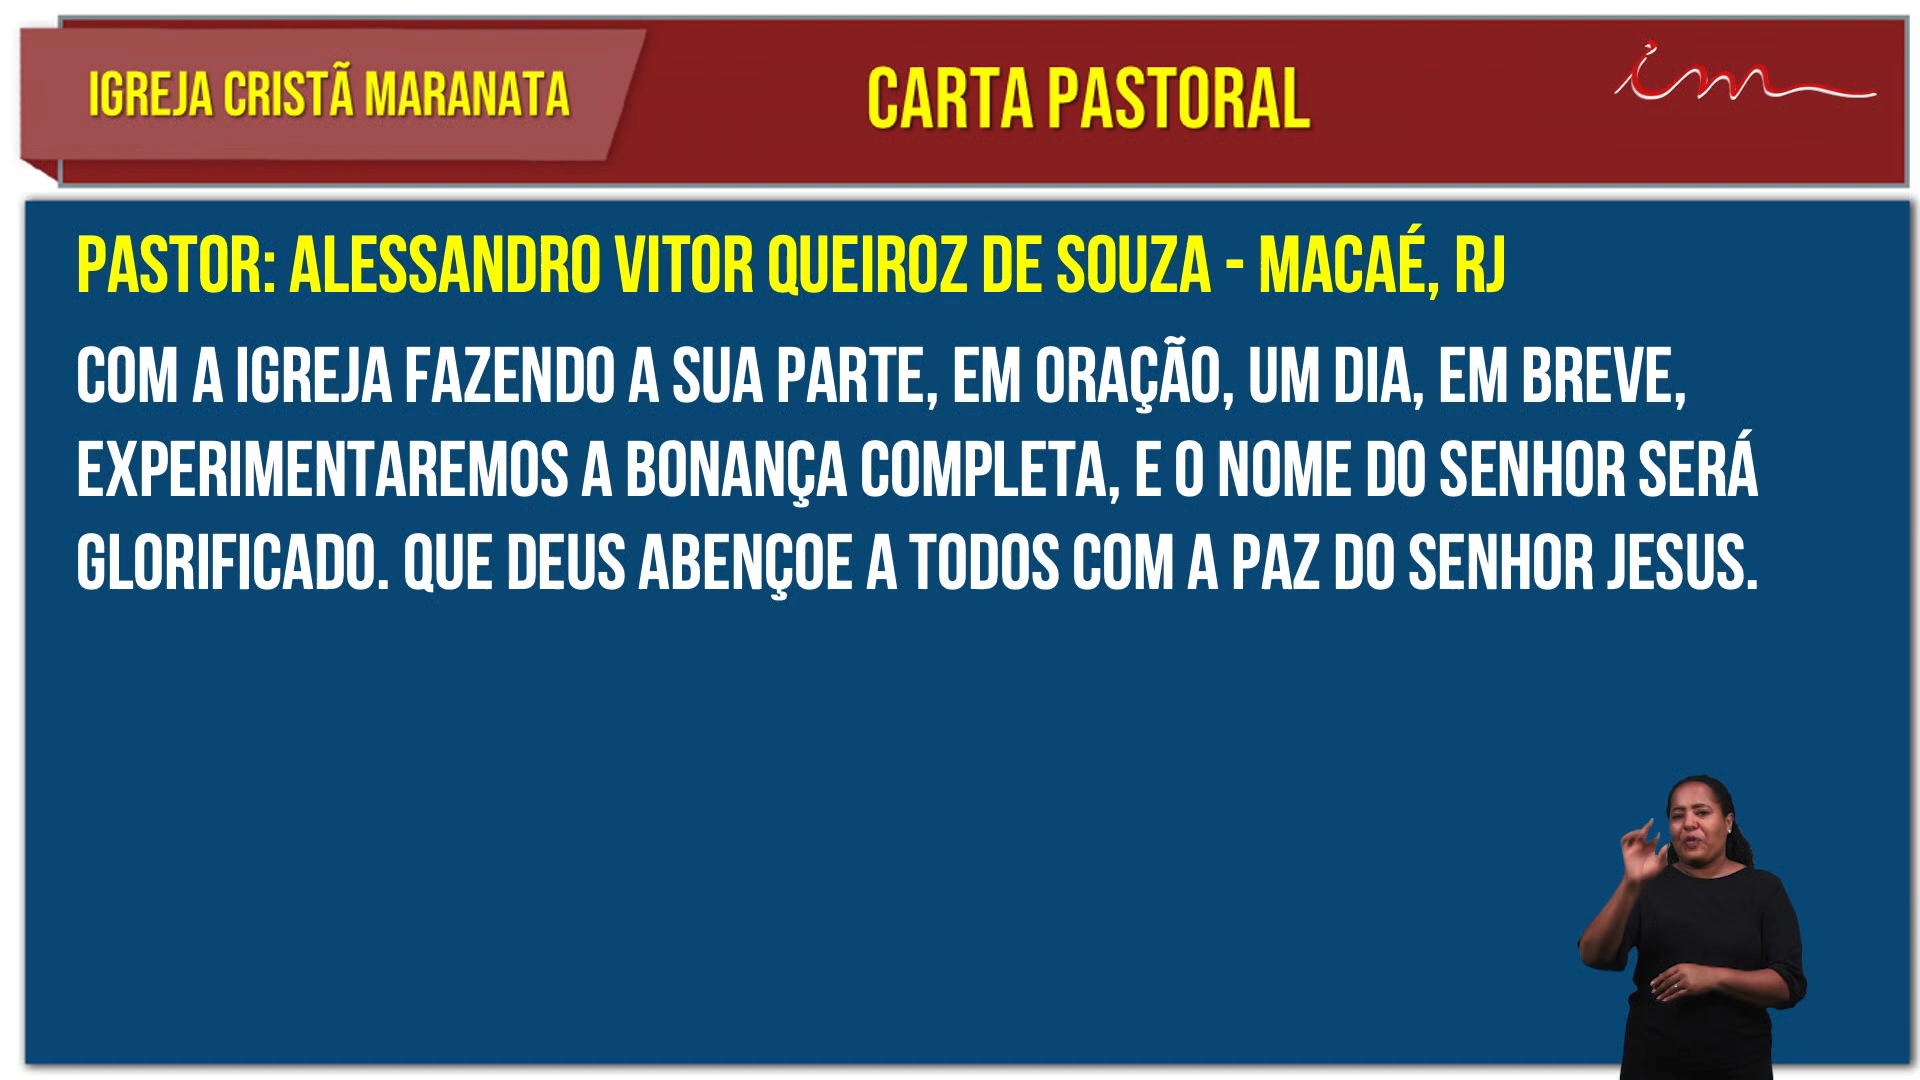 IGREJA CRISTÃ MARANATA
CARTA PASTORAL
im
PASTOR: ALESSANDRO VITOR QUEIROZ DE SOUZA - MACAÉ, RJ
COM A IGREJA FAZENDO A SUA PARTE, EM ORAÇÃO, UM DIA, EM BREVE,
EXPERIMENTAREMOS A BONANÇA COMPLETA, E O NOME DO SENHOR SERÁ
GLORIFICADO. QUE DEUS ABENÇOE A TODOS COM A PAZ DO SENHOR JESUS.